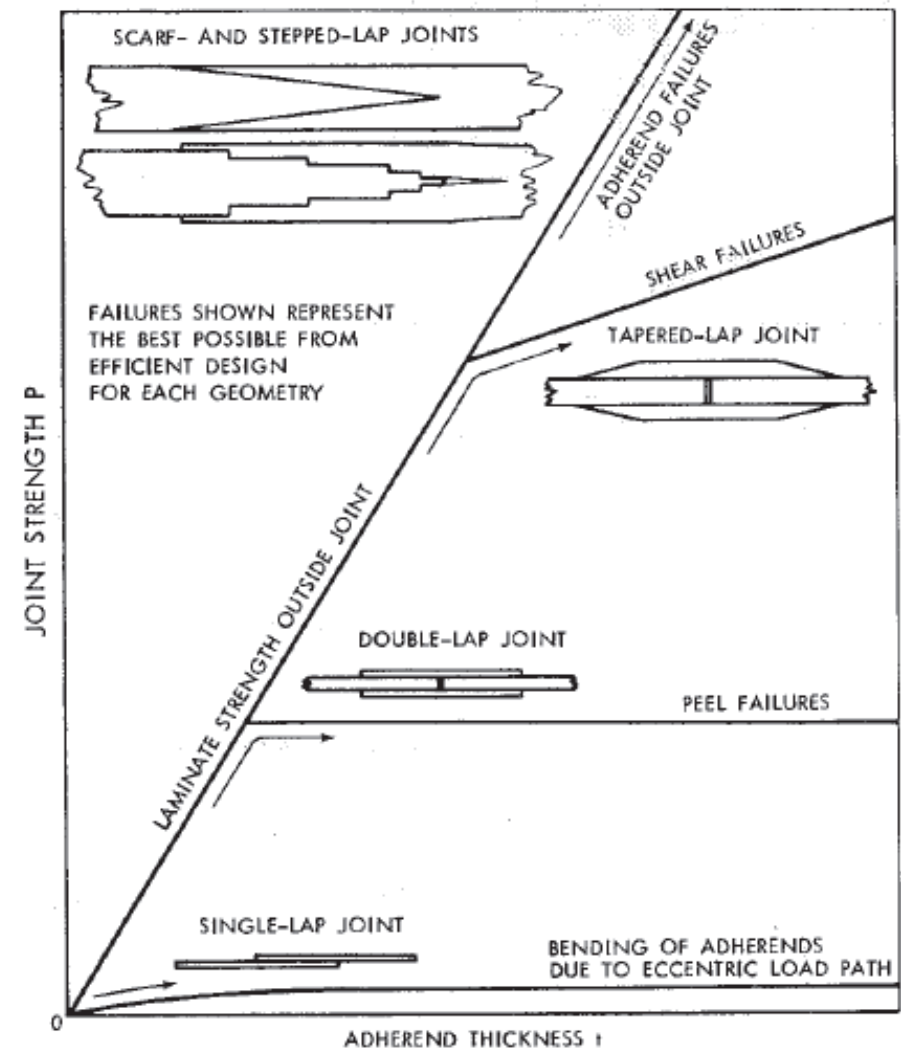 SCARF- AND STEPPED-LAP JOINTS
ADHEREND FAILURES
OUTSIDE JOINT
SHEAR FAILURES
FAILURES SHOWN REPRESENT
THE BEST POSSIBLE FROM
EFFICIENT DESIGN
FOR EACH GEOMETRY
TAPERED-LAP JOINT
JOINT STRENGTH P
LAMINATE STRENGTH OUTSIDE JOINT
DOUBLE-LAP JOINT
PEEL FAILURES
SINGLE-LAP JOINT
BENDING OF ADHERENDS
DUE TO ECCENTRIC LOAD PATH
0
ADHEREND THICKNESS t